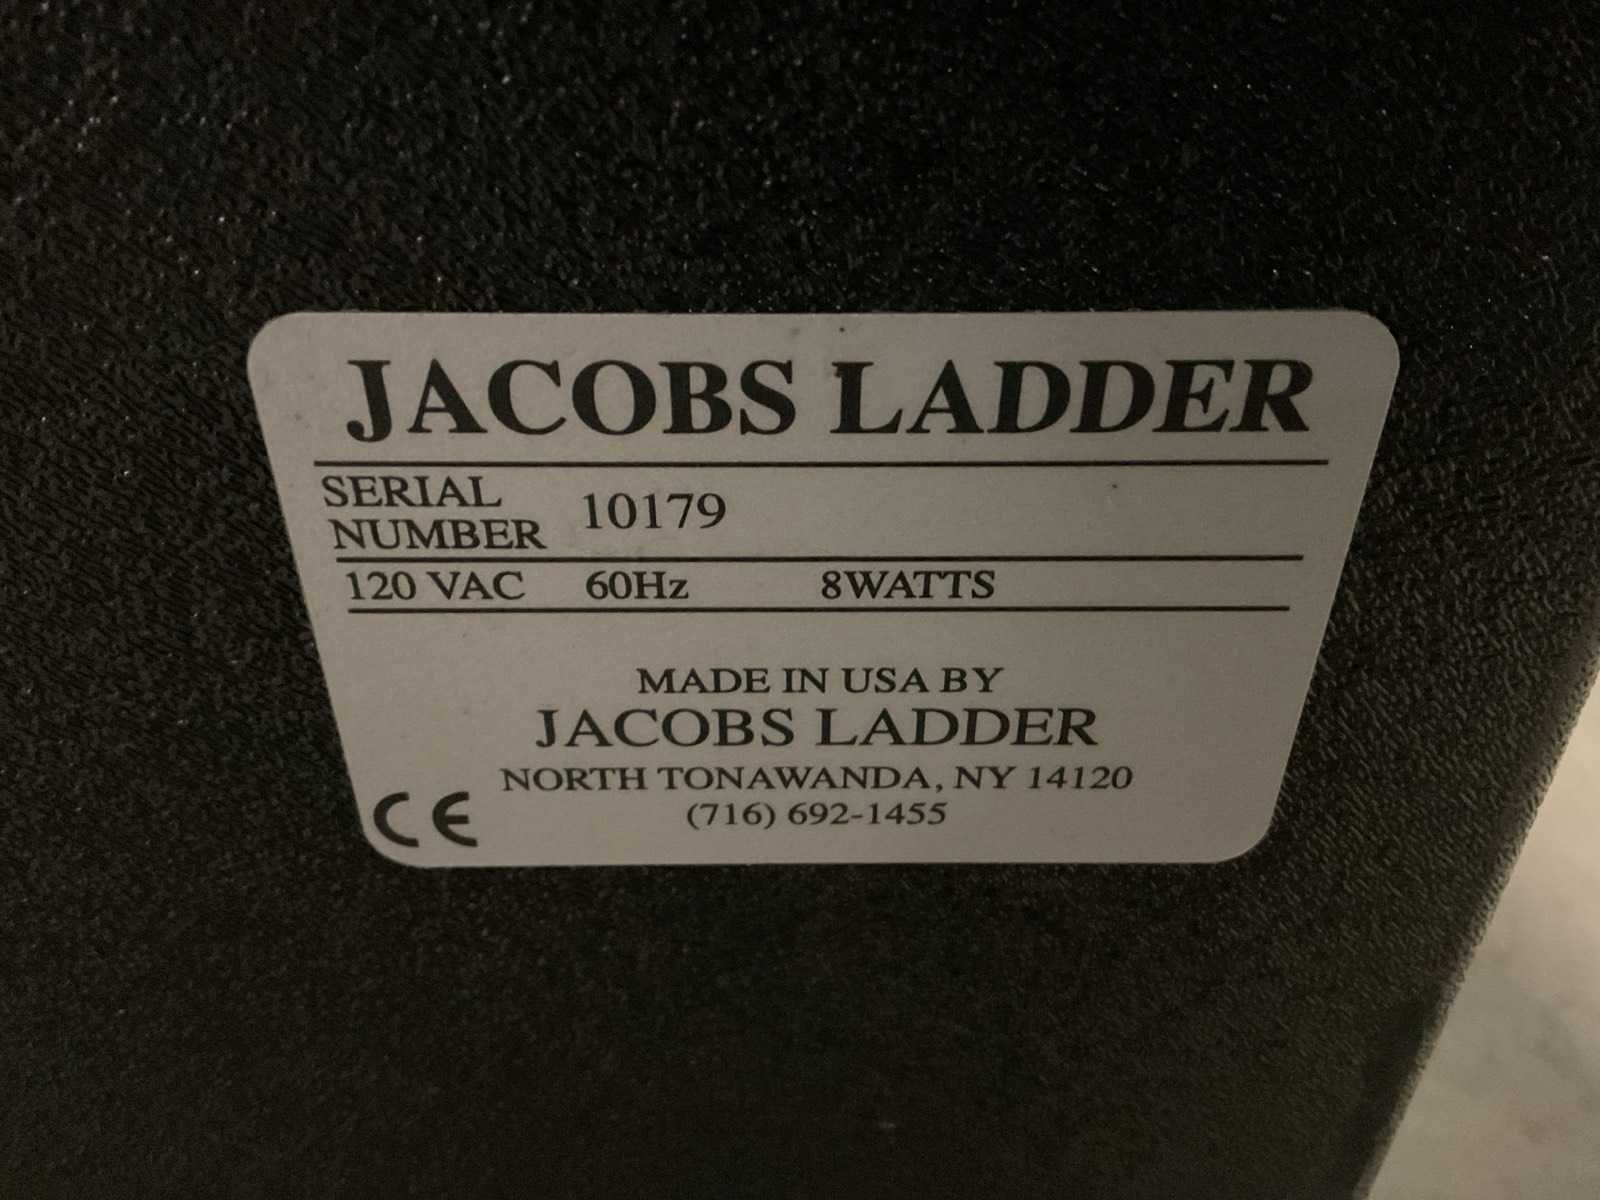 JACOBS LADDER
SERIAL
NUMBER 10179
120 VAC 60Hz 8WATTS
MADE IN USA BY
JACOBS LADDER
NORTH TONAWANDA, NY 14120
(716) 692-1455
CE